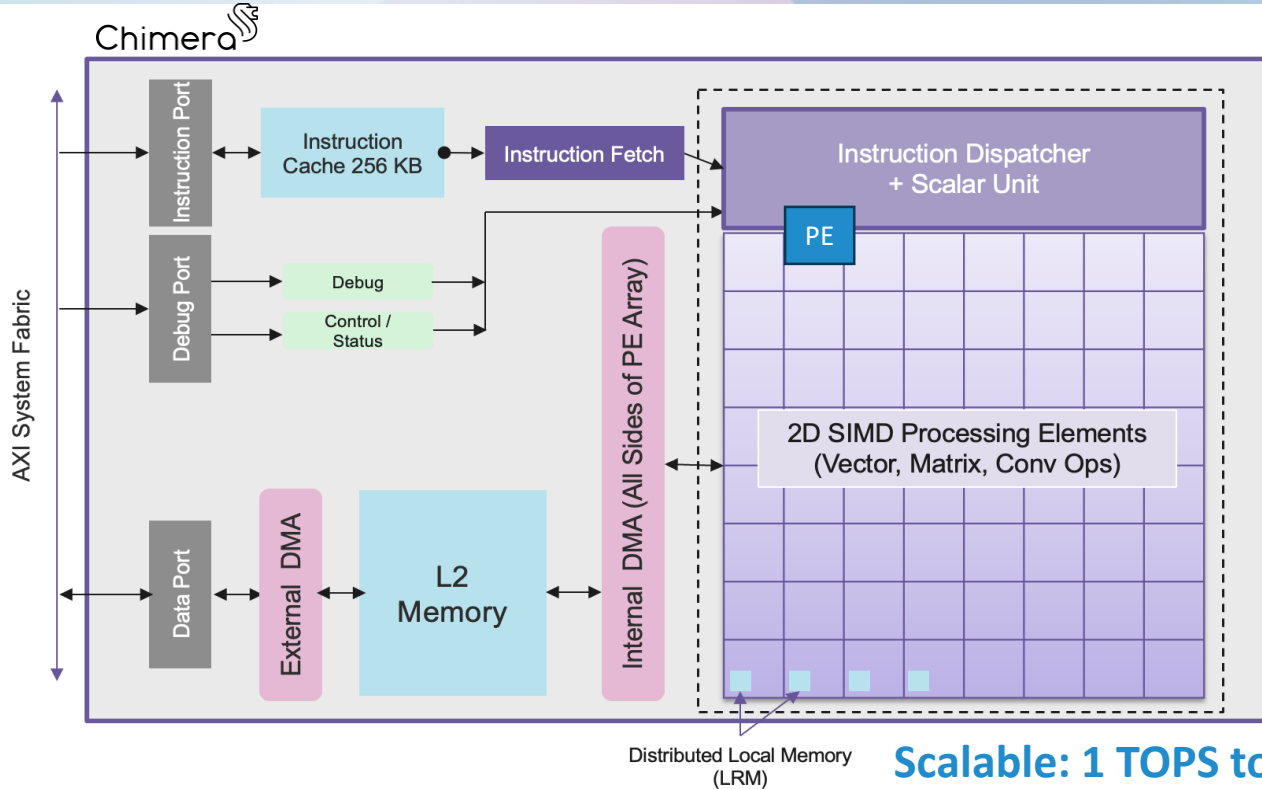 Chimera
AXI System Fabric
Instruction Port
Instruction
Cache 256 KB
Instruction Fetch
Instruction Dispatcher
+ Scalar Unit
PE
Debug Port
Debug
Control /
Status
Internal DMA (All Sides of PE Array)
2D SIMD Processing Elements
(Vector, Matrix, Conv Ops)
Data Port
External DMA
L2
Memory
Distributed Local Memory
(LRM)
Scalable: 1 TOPS to